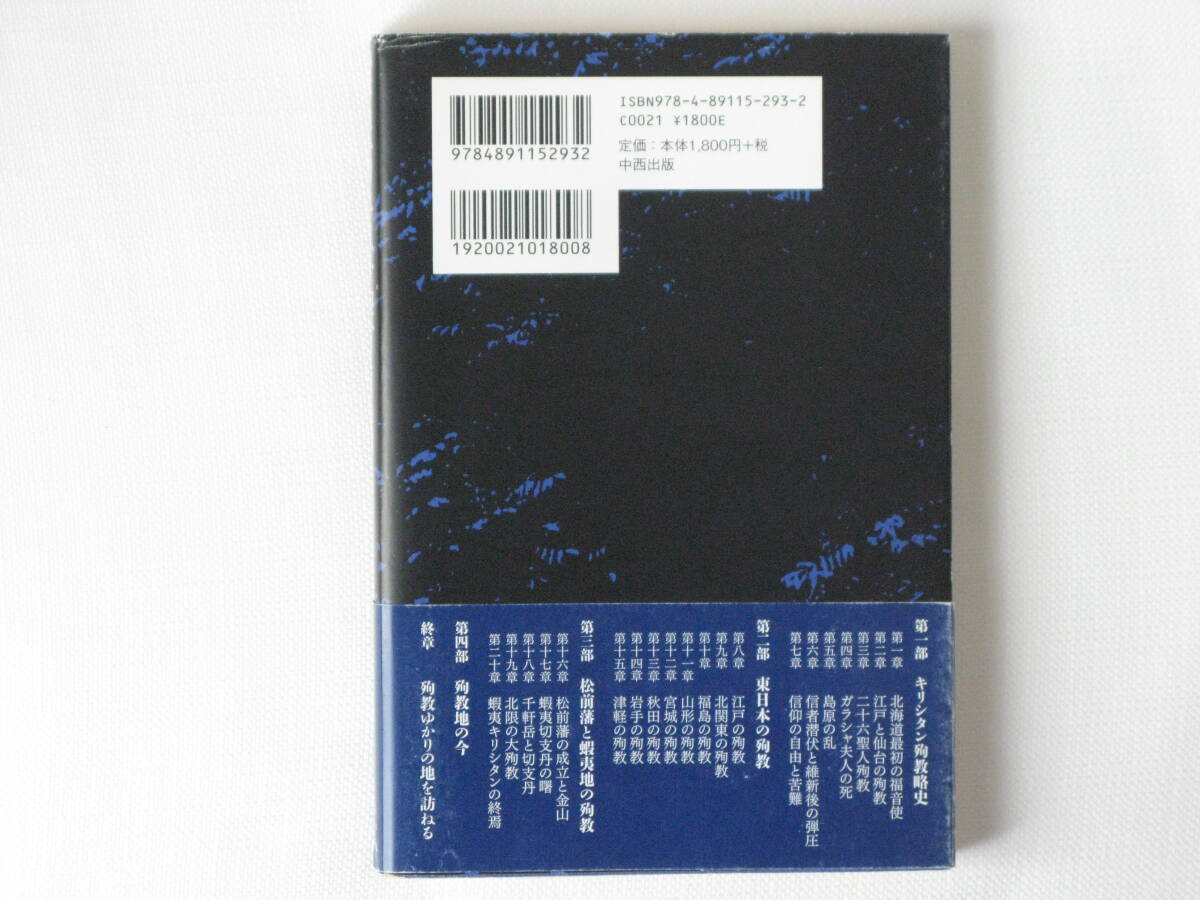 ISBN978-4-89115-293-2
C0021 ¥1800E
定価：本体1,800円＋税
中西出版
9784891152932
1920021018008
第一部　キリシタン殉教略史
第一章　北海道最初の福音使
第二章　江戸と仙台の殉教
第三章　二十六聖人殉教
第四章　ガラシャ夫人の死
第五章　島原の乱
第六章　信者潜伏と維新後の弾圧
第七章　信仰の自由と苦難
第二部　東日本の殉教
第八章　江戸の殉教
第九章　北関東の殉教
第十章　福島の殉教
第十一章　山形の殉教
第十二章　宮城の殉教
第十三章　秋田の殉教
第十四章　岩手の殉教
第十五章　津軽の殉教
第三部　松前藩と蝦夷地の殉教
第十六章　松前藩の成立と金山
第十七章　蝦夷切支丹の曙
第十八章　千軒岳と切支丹
第十九章　北限の大殉教
第二十章　蝦夷キリシタンの終焉
第四部　殉教地の今
終章　殉教ゆかりの地を訪ねる